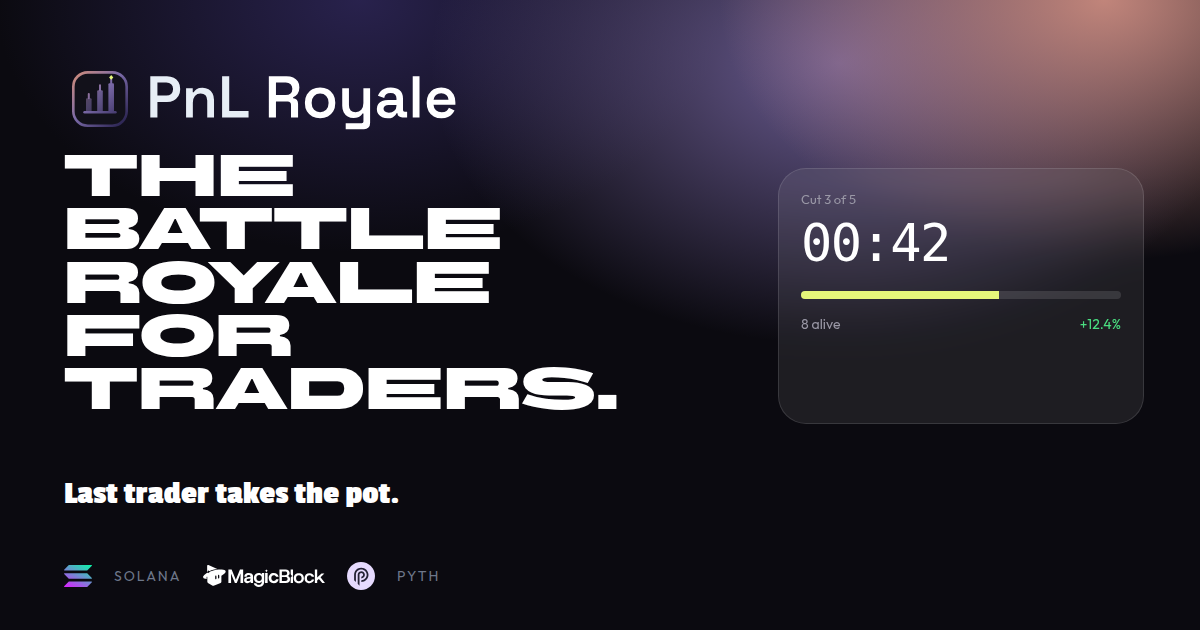 PnL Royale
THE
BATTLE
ROYALE
FOR
TRADERS.
Last trader takes the pot.
SOLANA MagicBlock PYTH
Cut 3 of 5
00:42
8 alive +12.4%